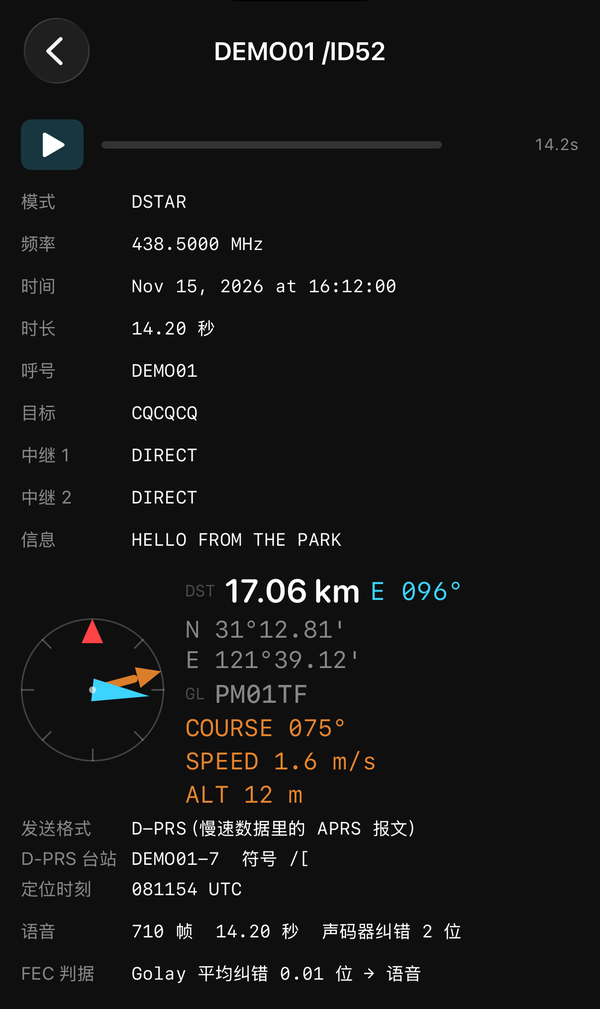 DEMO01 /ID52
14.2s
模式 DSTAR
频率 438.5000 MHz
时间 Nov 15, 2026 at 16:12:00
时长 14.20 秒
呼号 DEMO01
目标 CQCQCQ
中继 1 DIRECT
中继 2 DIRECT
信息 HELLO FROM THE PARK
DST 17.06 km E 096°
N 31°12.81'
E 121°39.12'
GL PM01TF
COURSE 075°
SPEED 1.6 m/s
ALT 12 m
发送格式 D-PRS (慢速数据里的 APRS 报文)
D-PRS 台站 DEMO01-7 符号 /[
定位时刻 081154 UTC
语音 710 帧 14.20 秒 声码器纠错 2 位
FEC 判据 Golay 平均纠错 0.01 位 → 语音